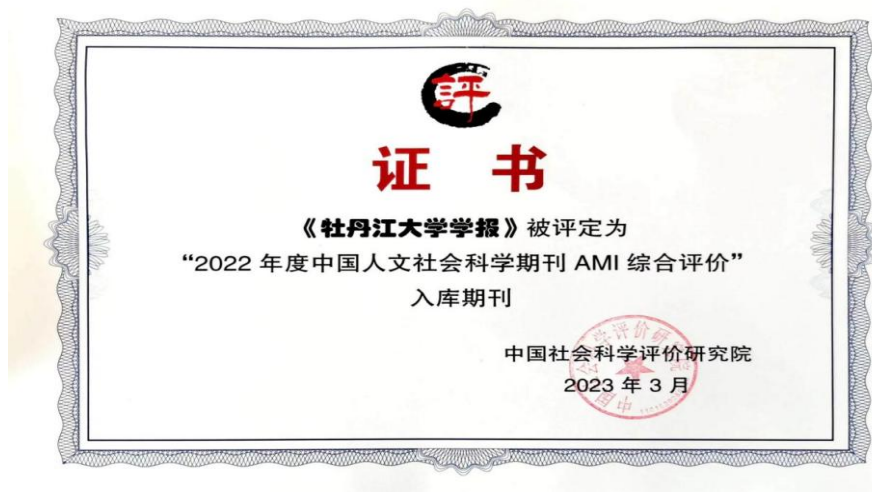 評
证 书
《牡丹江大学学报》被评定为
“2022 年度中国人文社会科学期刊 AMI 综合评价”
入库期刊
中国社会科学评价研究院
2023 年 3 月